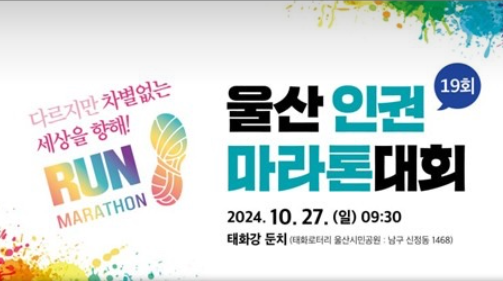 다르지만 차별없는
세상을 향해!
RUN
MARATHON
19회
울산 인권
마라톤대회
2024. 10. 27. (일) 09:30
태화강 둔치 (태화로터리 울산시민공원 : 남구 신정동 1468)